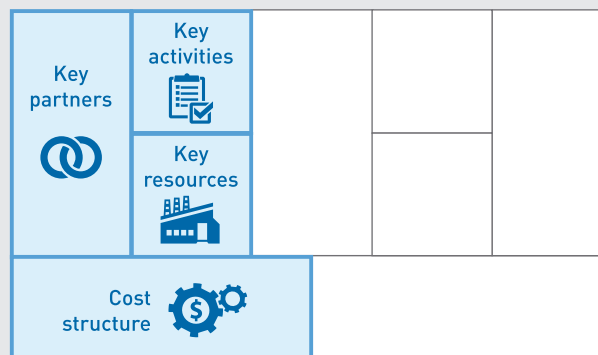 Key
partners
Key
activities
Key
resources
Cost
structure
$